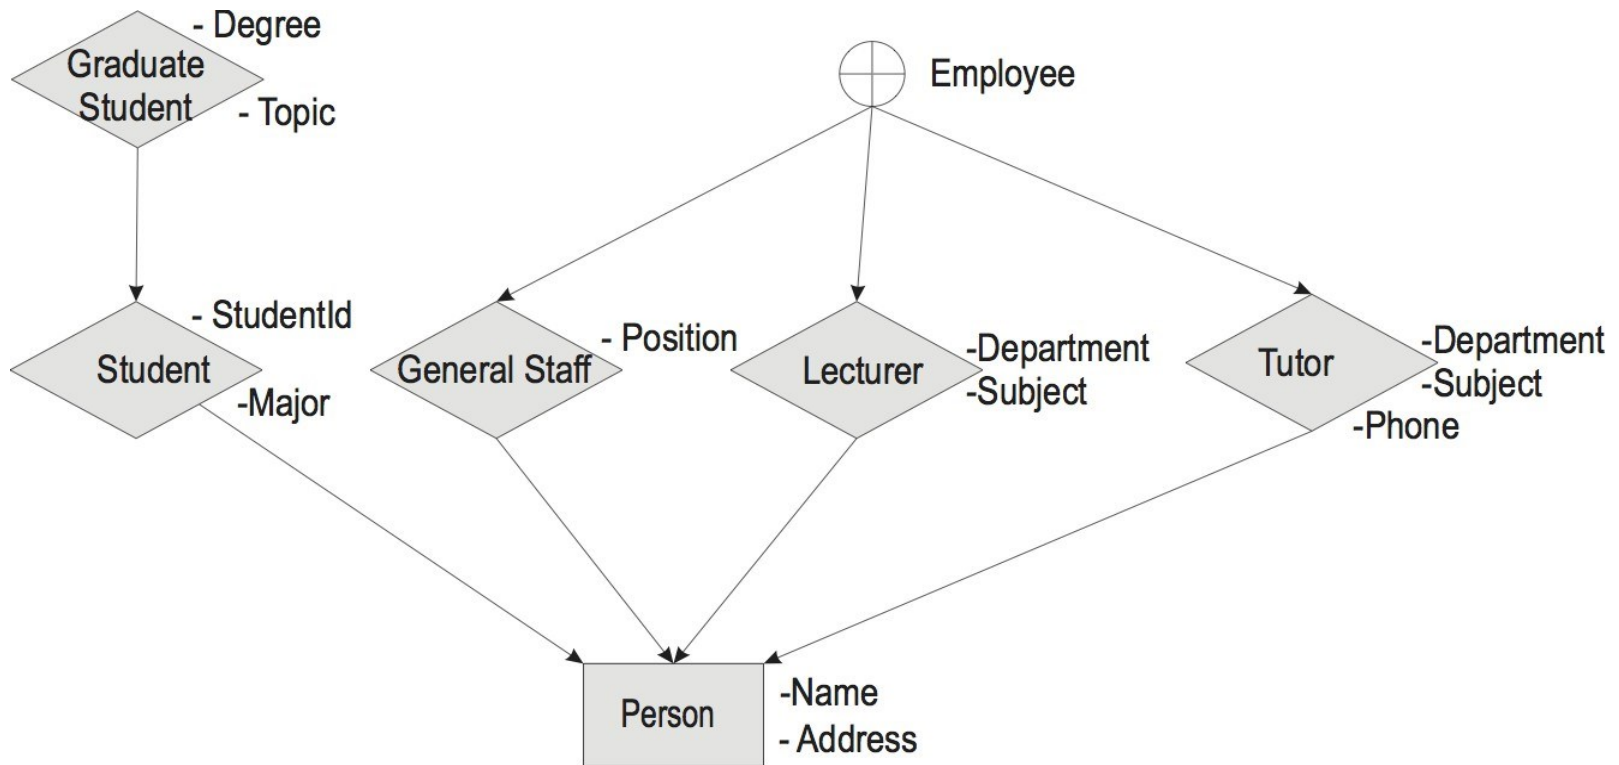 - Degree
Graduate
Student
- Topic
Employee
- StudentId
Student
-Major
General Staff
- Position
Lecturer
-Department
-Subject
Tutor
-Department
-Subject
-Phone
Person
-Name
- Address